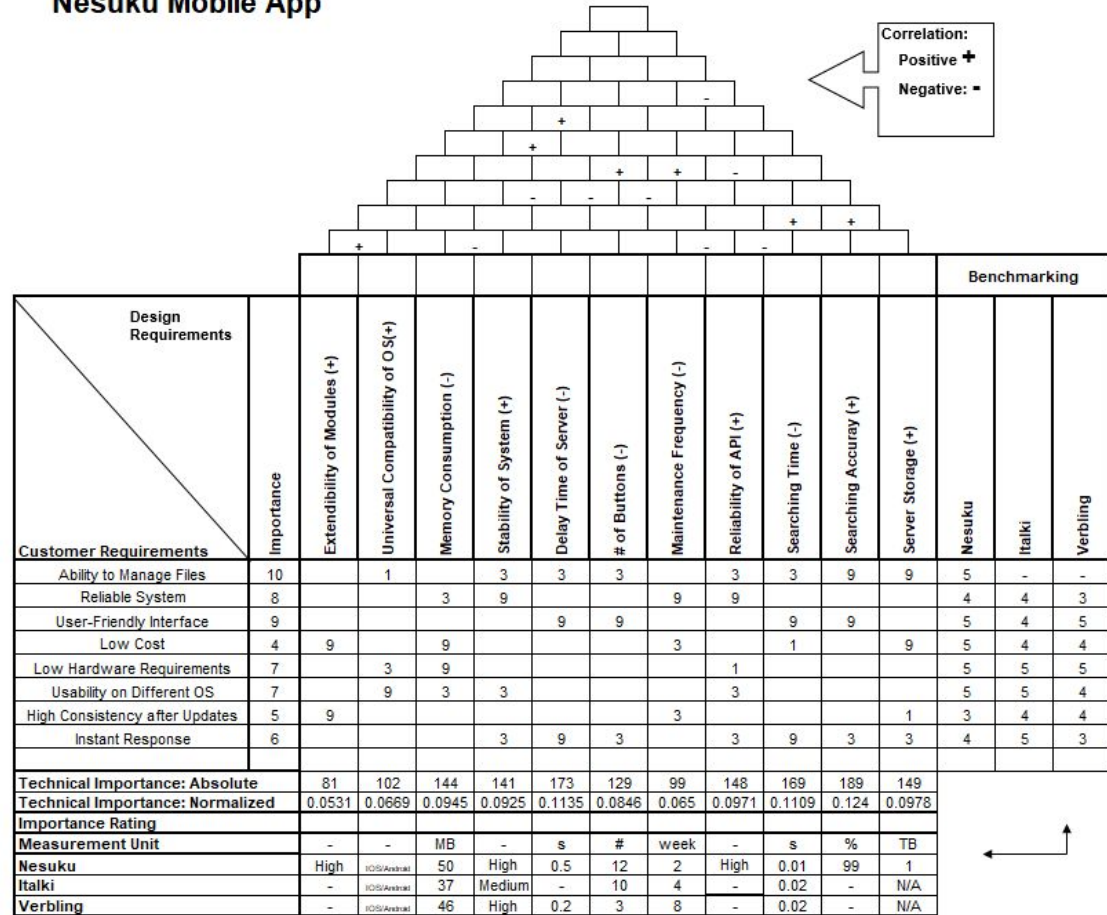 Nesuku Mobile App
Correlation:
Positive +
Negative: -
-
+
+
+ + -
- - -
+ +
+ - - -
Benchmarking
Design Requirements
Customer Requirements
Importance
Extendibility of Modules (+)
Universal Compatibility of OS(+)
Memory Consumption (-)
Stability of System (+)
Delay Time of Server (-)
# of Buttons (-)
Maintenance Frequency (-)
Reliability of API (+)
Searching Time (-)
Searching Accuray (+)
Server Storage (+)
Nesuku
Italki
Verbling
Ability to Manage Files 10 1 3 3 3 3 3 9 9 5 - -
Reliable System 8 3 9 9 9 4 4 3
User-Friendly Interface 9 9 9 9 9 5 4 5
Low Cost 4 9 9 3 1 9 5 4 4
Low Hardware Requirements 7 3 9 1 5 5 5
Usability on Different OS 7 9 3 3 3 5 5 4
High Consistency after Updates 5 9 3 1 3 4 4
Instant Response 6 3 9 3 3 9 3 3 4 5 3
Technical Importance: Absolute 81 102 144 141 173 129 99 148 169 189 149
Technical Importance: Normalized 0.0531 0.0669 0.0945 0.0925 0.1135 0.0846 0.065 0.0971 0.1109 0.124 0.0978
Importance Rating
Measurement Unit - - MB - s # week - s % TB
Nesuku High IOS/Android 50 High 0.5 12 2 High 0.01 99 1
Italki - IOS/Android 37 Medium - 10 4 - 0.02 - N/A
Verbling - IOS/Android 46 High 0.2 3 8 - 0.02 - N/A